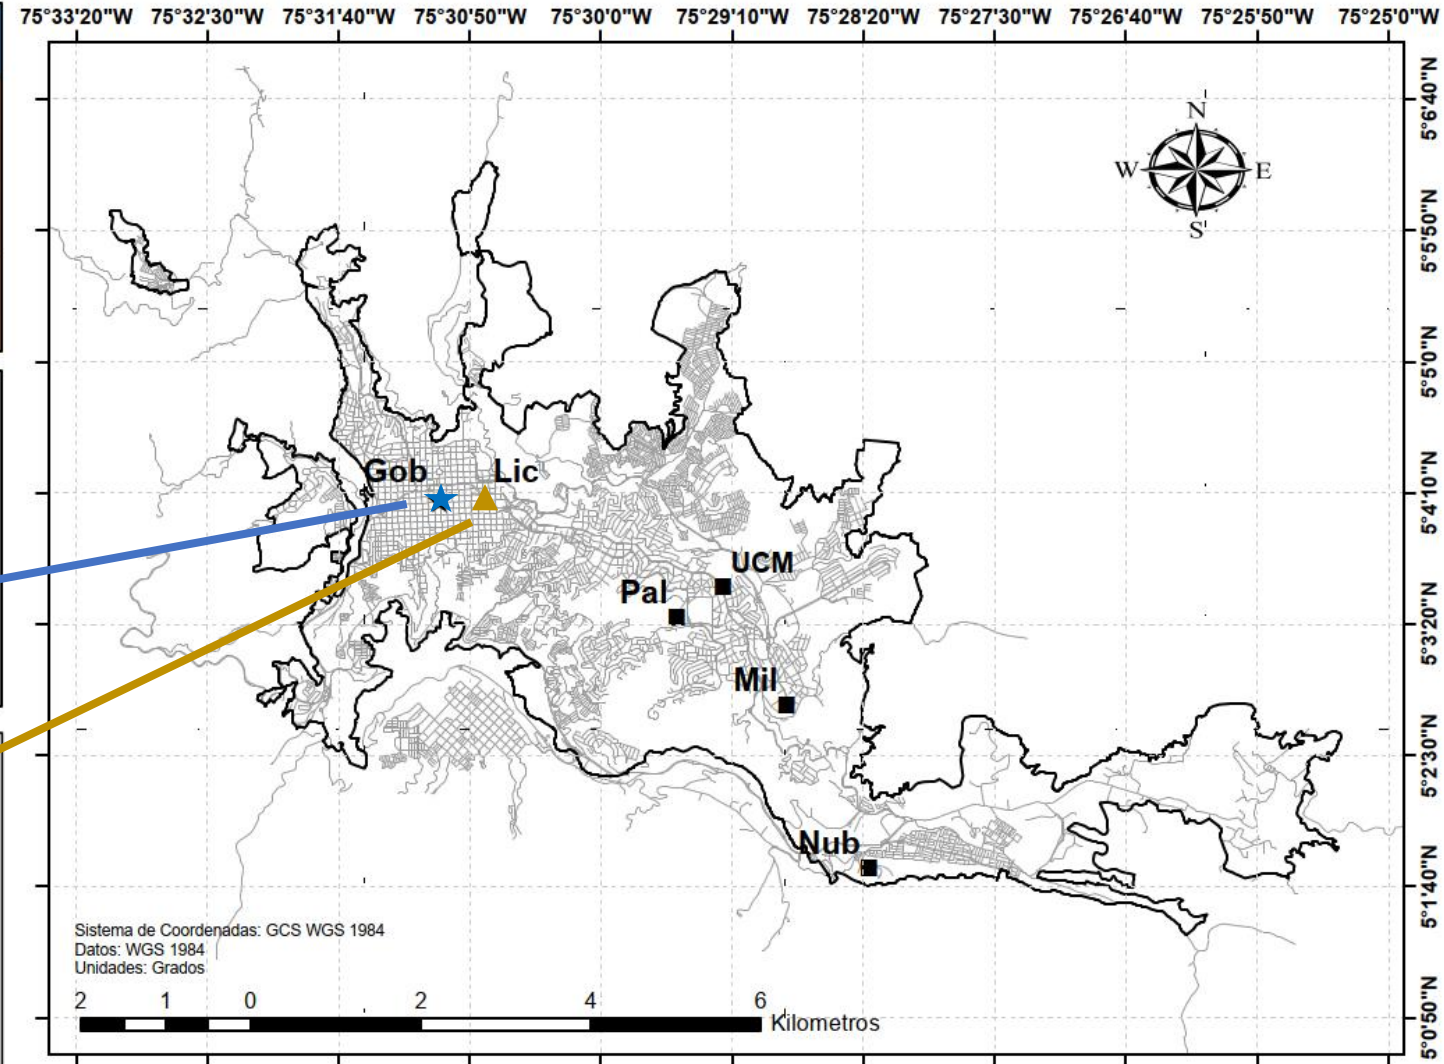 75°33'20"W 75°32'30"W 75°31'40"W 75°30'50"W 75°30'0"W 75°29'10"W 75°28'20"W 75°27'30"W 75°26'40"W 75°25'50"W 75°25'0"W
5°6'40"N
N
W E
S
5°5'50"N
5°5'0"N
Gob Lic
5°4'10"N
UCM
Pal
5°3'20"N
Mil
5°2'30"N
Nub
5°1'40"N
Sistema de Coordenadas: GCS WGS 1984
Datos: WGS 1984
Unidades: Grados
2 1 0 2 4 6
Kilometros
5°0'50"N